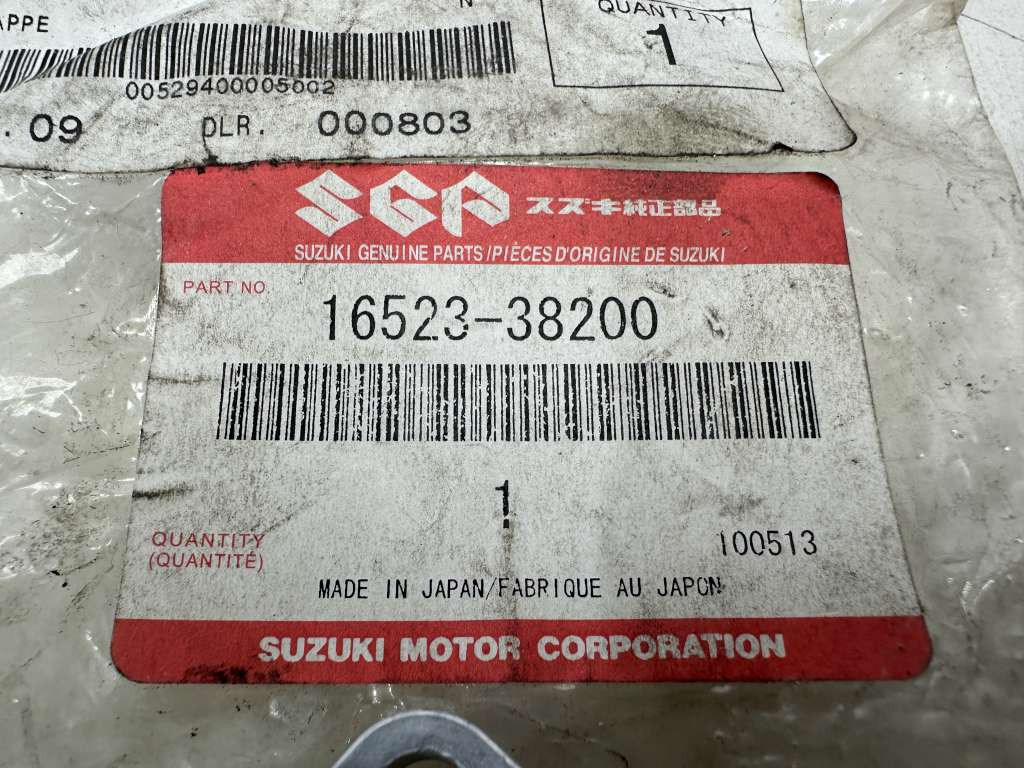 APPE
N
QUANTITY
1
00529400005002
. 09 DLR. 000803
SGP スズキ純正部品
SUZUKI GENUINE PARTS/PIÈCES D'ORIGINE DE SUZUKI
PART NO.
16523-38200
1
QUANTITY
(QUANTITÉ)
100513
MADE IN JAPAN/FABRIQUE AU JAPON
SUZUKI MOTOR CORPORATION